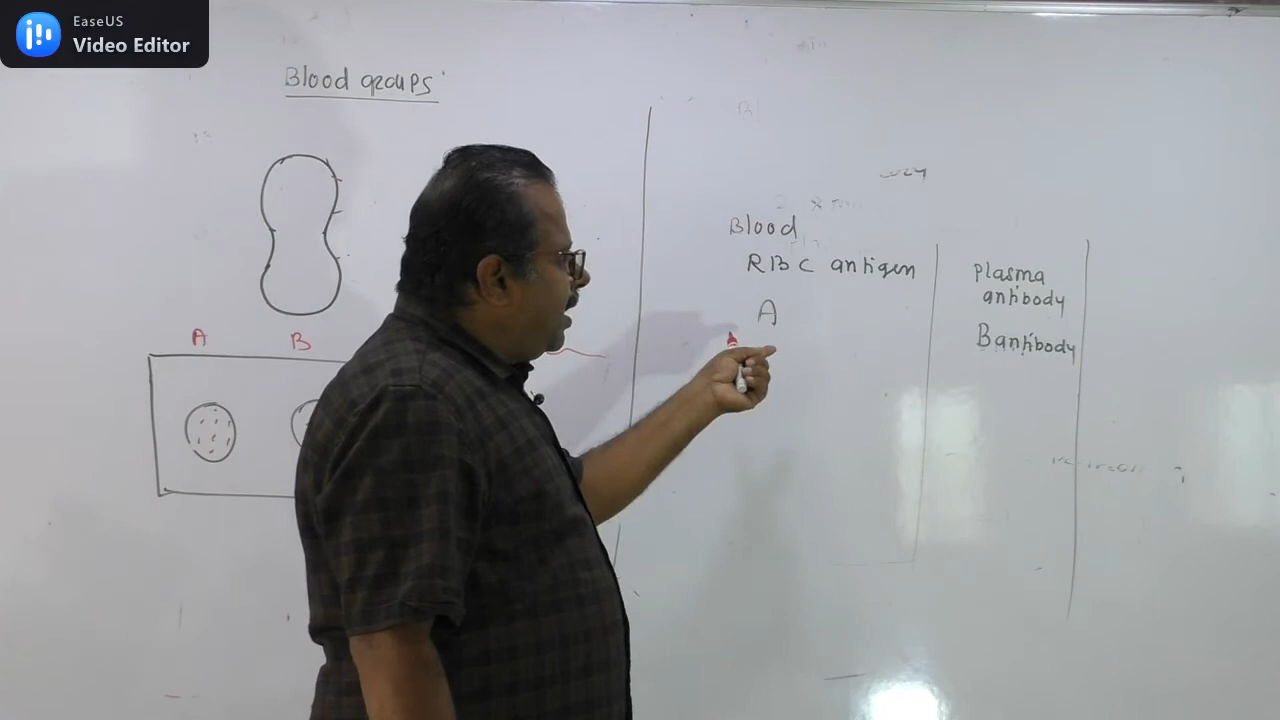 EaseUS
Video Editor
Blood groups
A B
Blood
RBC antigen
plasma
antibody
A
B antibody